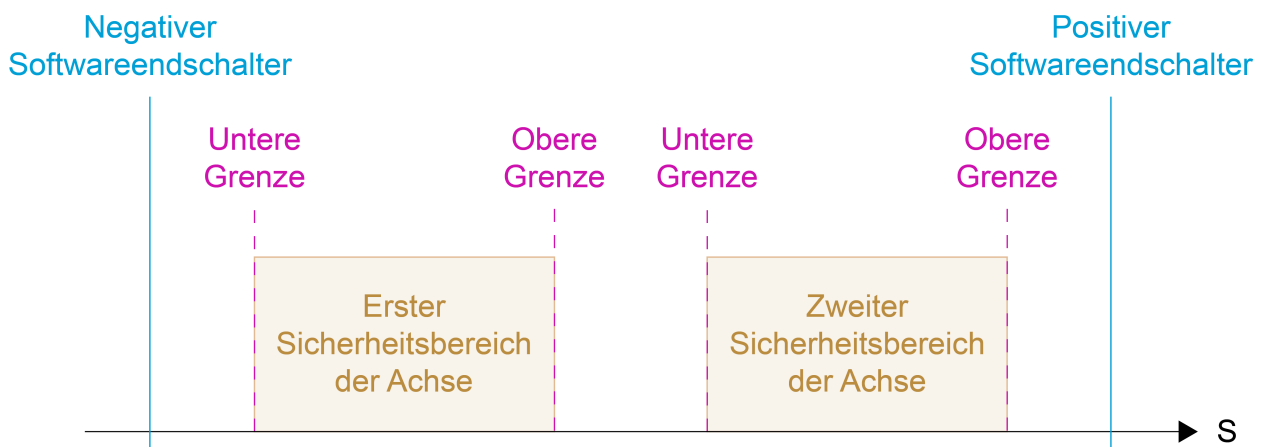 Negativer
Softwareendschalter
Positiver
Softwareendschalter
Untere
Grenze
Obere
Grenze
Untere
Grenze
Obere
Grenze
Erster
Sicherheitsbereich
der Achse
Zweiter
Sicherheitsbereich
der Achse
S